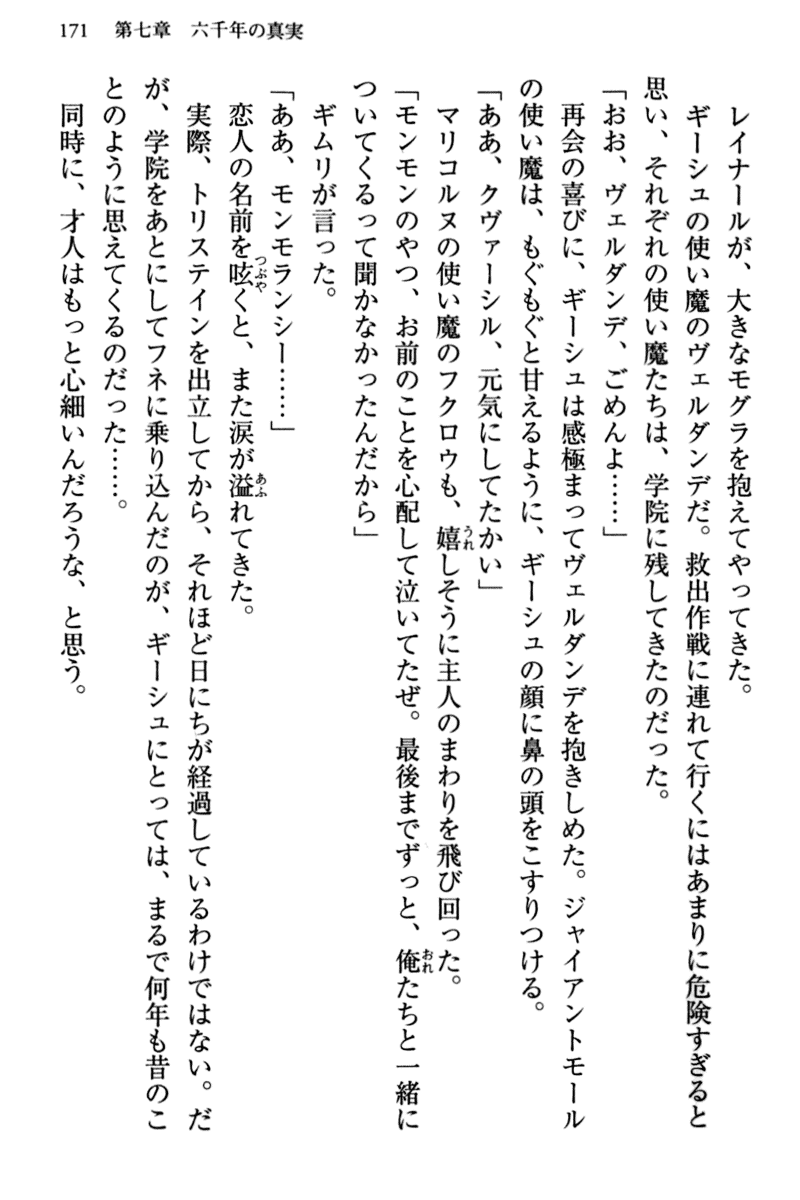 171　第七章　六千年の真実
　レイナールが、大きなモグラを抱えてやってきた。
　ギーシュの使い魔のヴェルダンデだ。救出作戦に連れて行くにはあまりに危険すぎると
思い、それぞれの使い魔たちは、学院に残してきたのだった。
「おお、ヴェルダンデ、ごめんよ……」
　再会の喜びに、ギーシュは感極まってヴェルダンデを抱きしめた。ジャイアントモール
の使い魔は、もぐもぐと甘えるように、ギーシュの顔に鼻の頭をこすりつける。
「ああ、クヴァーシル、元気にしてたかい」
　マリコルヌの使い魔のフクロウも、嬉しそうに主人のまわりを飛び回った。
「モンモンのやつ、お前のことを心配して泣いてたぜ。最後までずっと、俺たちと一緒に
ついてくるって聞かなかったんだから」
　ギムリが言った。
「ああ、モンモランシー……」
　恋人の名前を呟くと、また涙が溢れてきた。
　実際、トリステインを出立してから、それほど日にちが経過しているわけではない。だ
が、学院をあとにしてフネに乗り込んだのが、ギーシュにとっては、まるで何年も昔のこ
とのように思えてくるのだった……。
　同時に、才人はもっと心細いんだろうな、と思う。